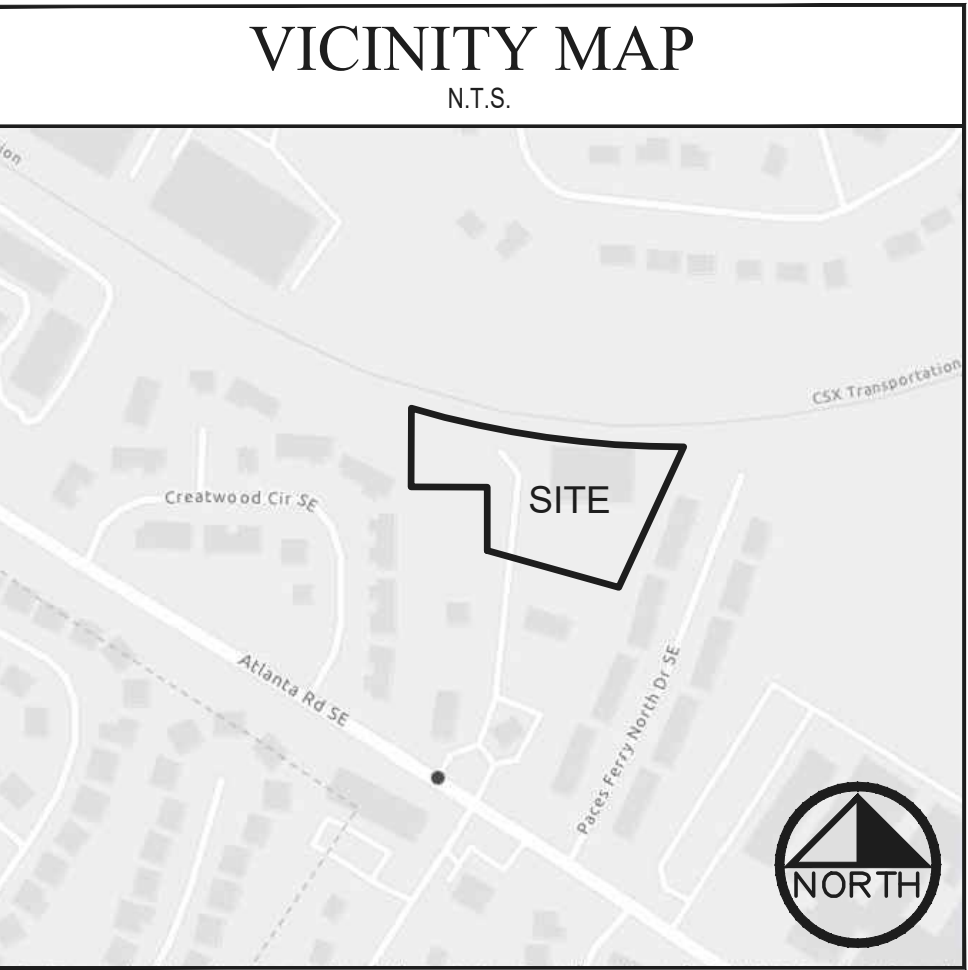 VICINITY MAP
N.T.S.
CSX Transportation
Creatwood Cir SE
SITE
Atlanta Rd SE
Paces Ferry North Dr SE
NORTH